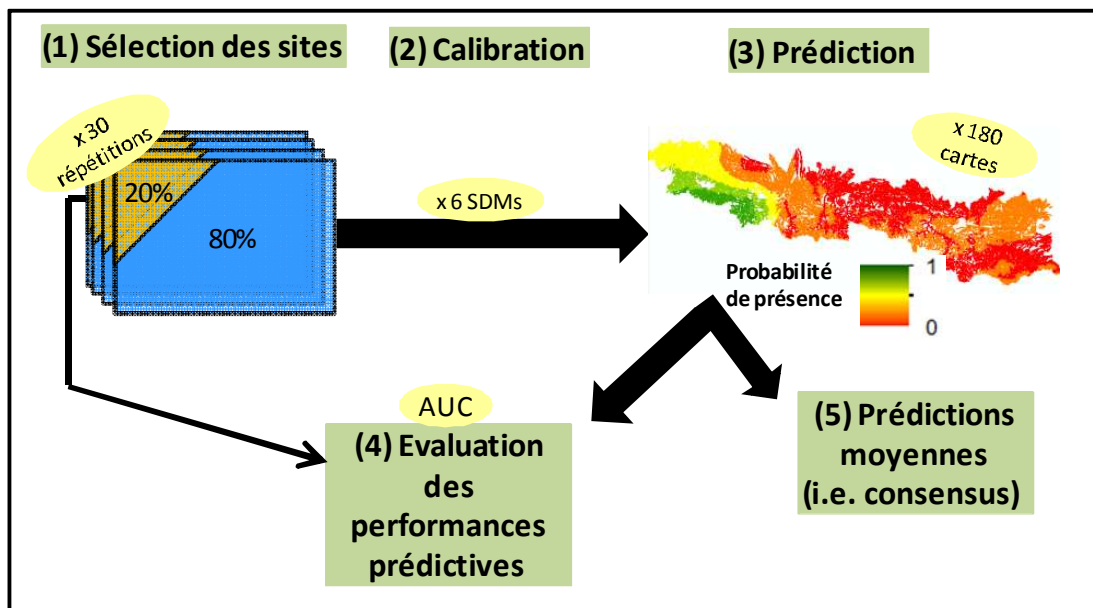 (1) Sélection des sites
(2) Calibration
(3) Prédiction
x 30
répétitions
20%
80%
x 6 SDMs
x 180
cartes
Probabilité
de présence
1
0
AUC
(4) Evaluation
des
performances
prédictives
(5) Prédictions
moyennes
(i.e. consensus)